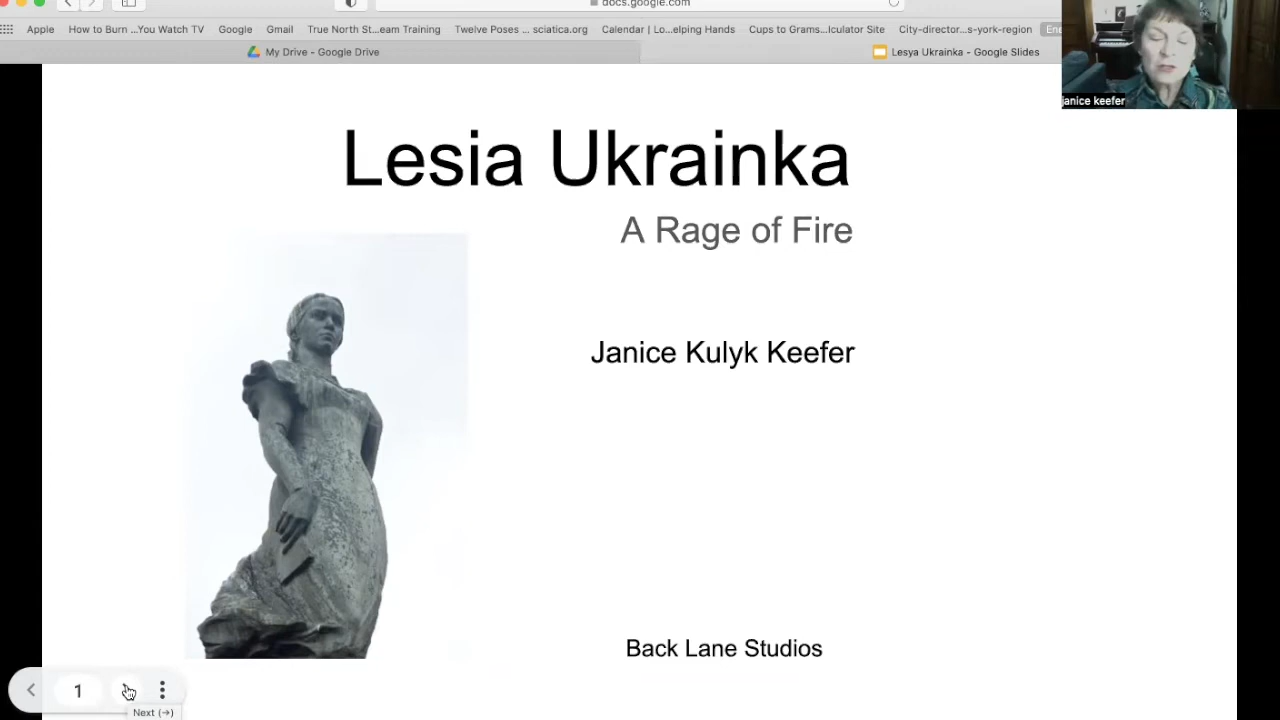 docs.google.com
Apple
How to Burn ...You Watch TV
Google
Gmail
True North St...eam Training
Twelve Poses ... sciatica.org
Calendar | Lo...elping Hands
Cups to Grams...lculator Site
City-director...s-york-region
Ene
My Drive - Google Drive
Lesya Ukrainka - Google Slides
janice keefer
Lesia Ukrainka
A Rage of Fire
Janice Kulyk Keefer
Back Lane Studios
1
Next (→)